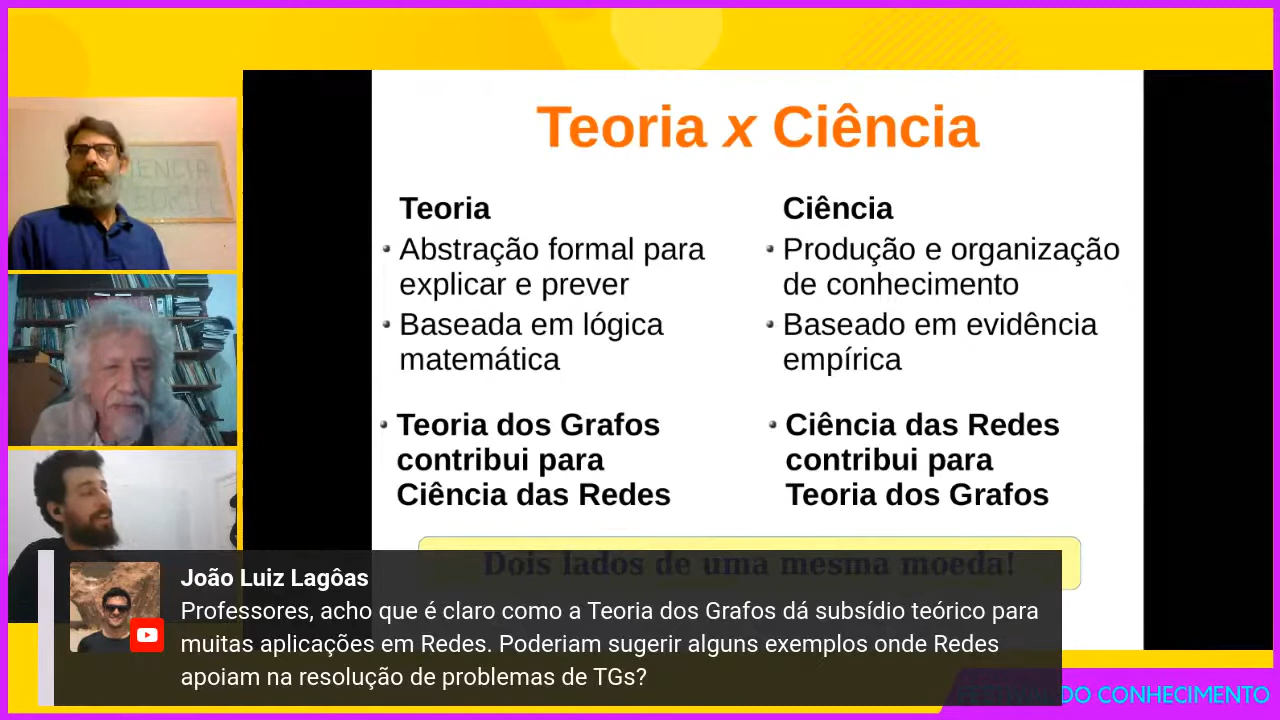 Teoria x Ciência
Teoria
Abstração formal para
explicar e prever
Baseada em lógica
matemática
Teoria dos Grafos
contribui para
Ciência das Redes
Ciência
Produção e organização
de conhecimento
Baseado em evidência
empírica
Ciência das Redes
contribui para
Teoria dos Grafos
Dois lados de uma mesma moeda!
João Luiz Lagôas
Professores, acho que é claro como a Teoria dos Grafos dá subsídio teórico para
muitas aplicações em Redes. Poderiam sugerir alguns exemplos onde Redes
apoiam na resolução de problemas de TGs?
DO CONHECIMENTO